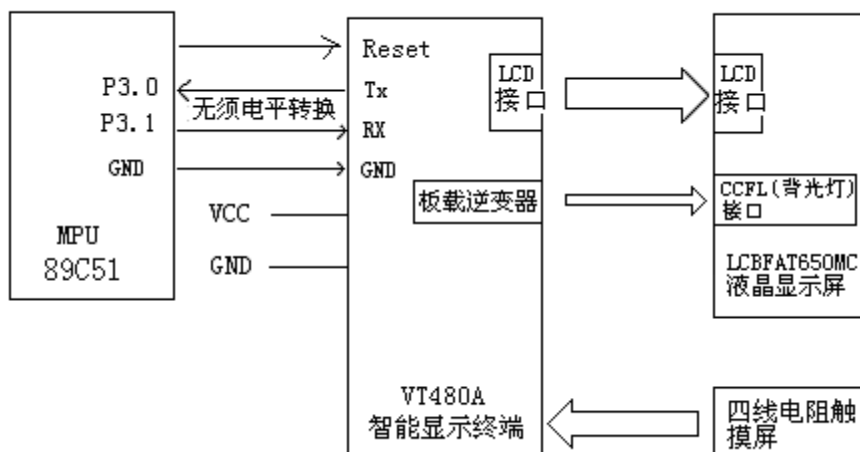 P3.0
P3.1
GND
MPU
89C51
无须电平转换
VCC
GND
Reset
Tx
RX
GND
LCD
接口
板载逆变器
VT480A
智能显示终端
LCD
接口
CCFL(背光灯)
接口
LCBFAT650MC
液晶显示屏
四线电阻触
摸屏